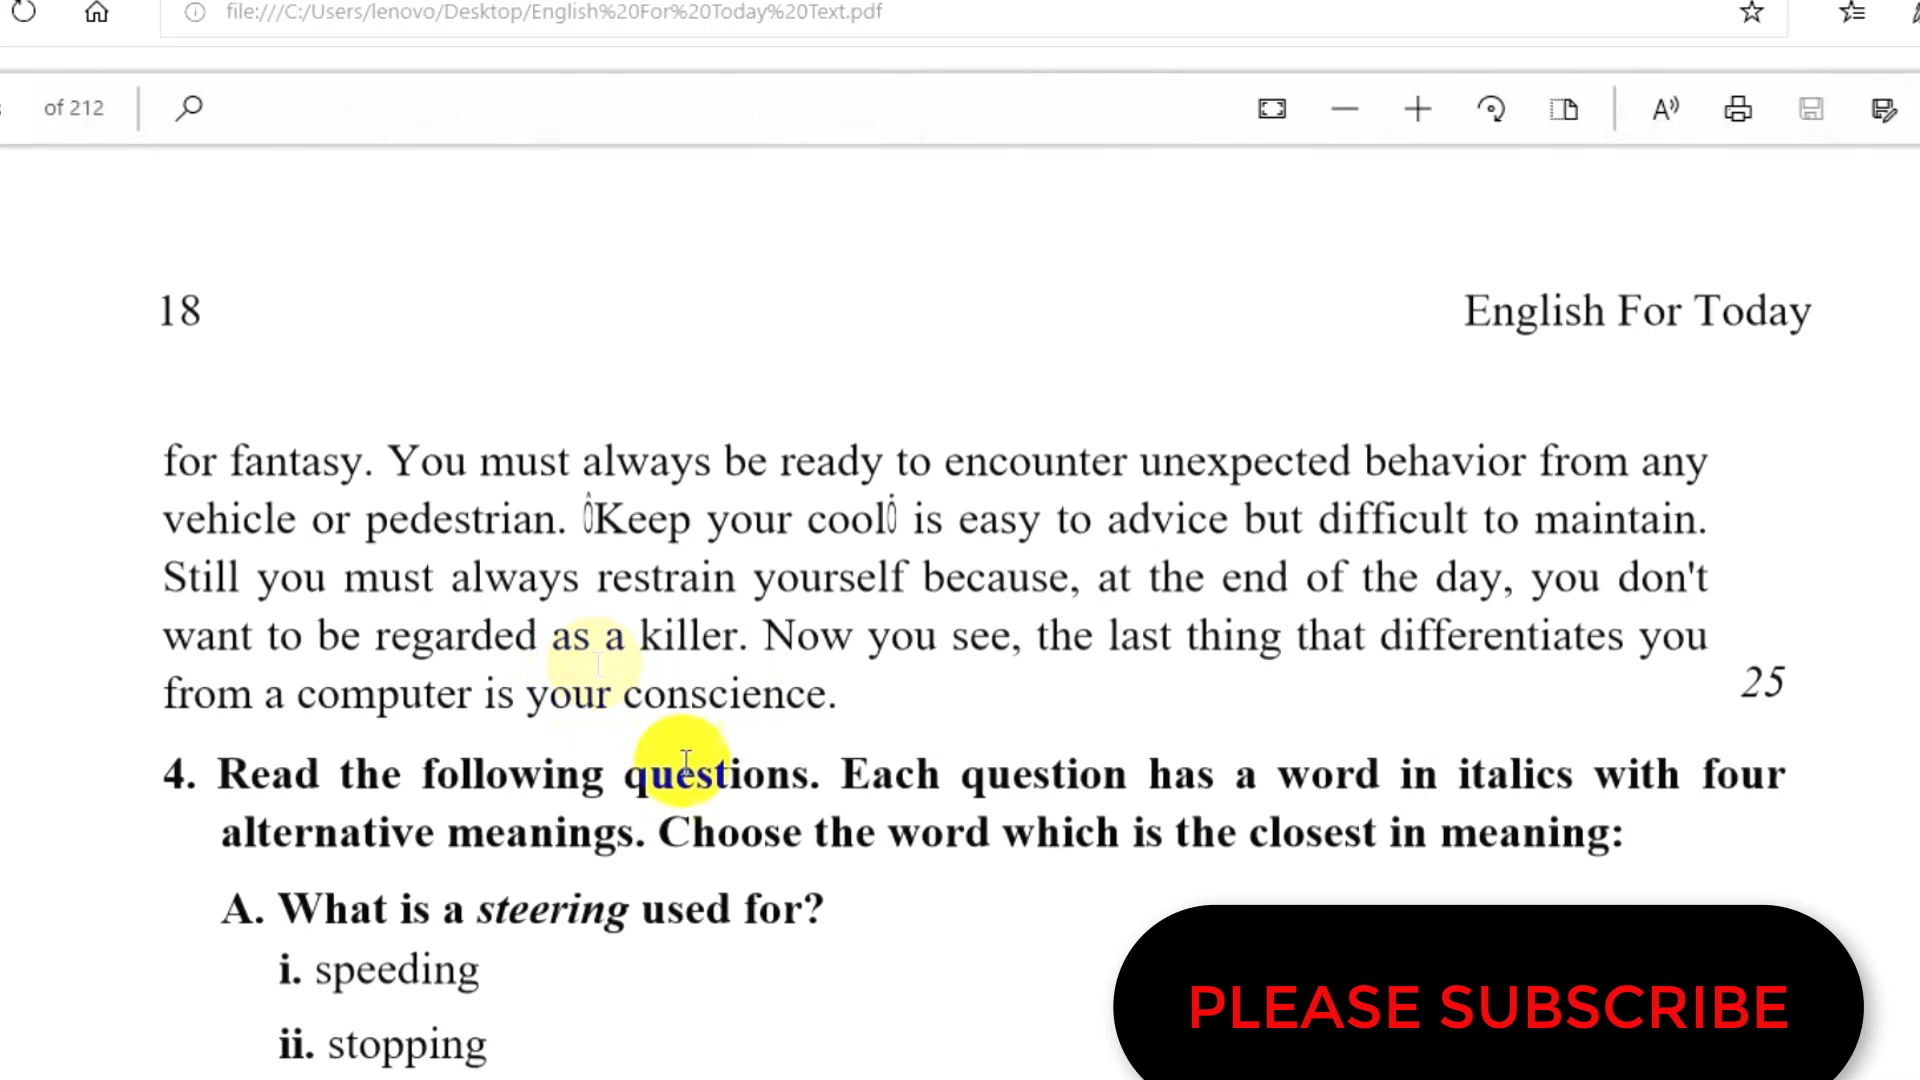 file:///C:/Users/lenovo/Desktop/English%20For%20Today%20Text.pdf
of 212
18
English For Today
for fantasy. You must always be ready to encounter unexpected behavior from any
vehicle or pedestrian. Keep your cool is easy to advice but difficult to maintain.
Still you must always restrain yourself because, at the end of the day, you don't
want to be regarded as a killer. Now you see, the last thing that differentiates you
from a computer is your conscience.
25
4. Read the following questions. Each question has a word in italics with four
alternative meanings. Choose the word which is the closest in meaning:
A. What is a steering used for?
i. speeding
ii. stopping
PLEASE SUBSCRIBE